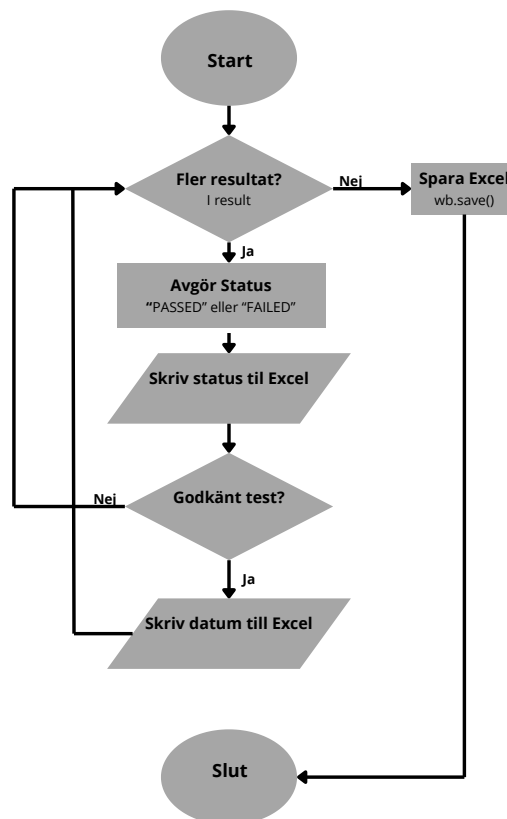 Start
Fler resultat?
I result
Nej
Spara Excel
wb.save()
Ja
Avgör Status
“PASSED” eller “FAILED”
Skriv status til Excel
Godkänt test?
Nej
Ja
Skriv datum till Excel
Slut